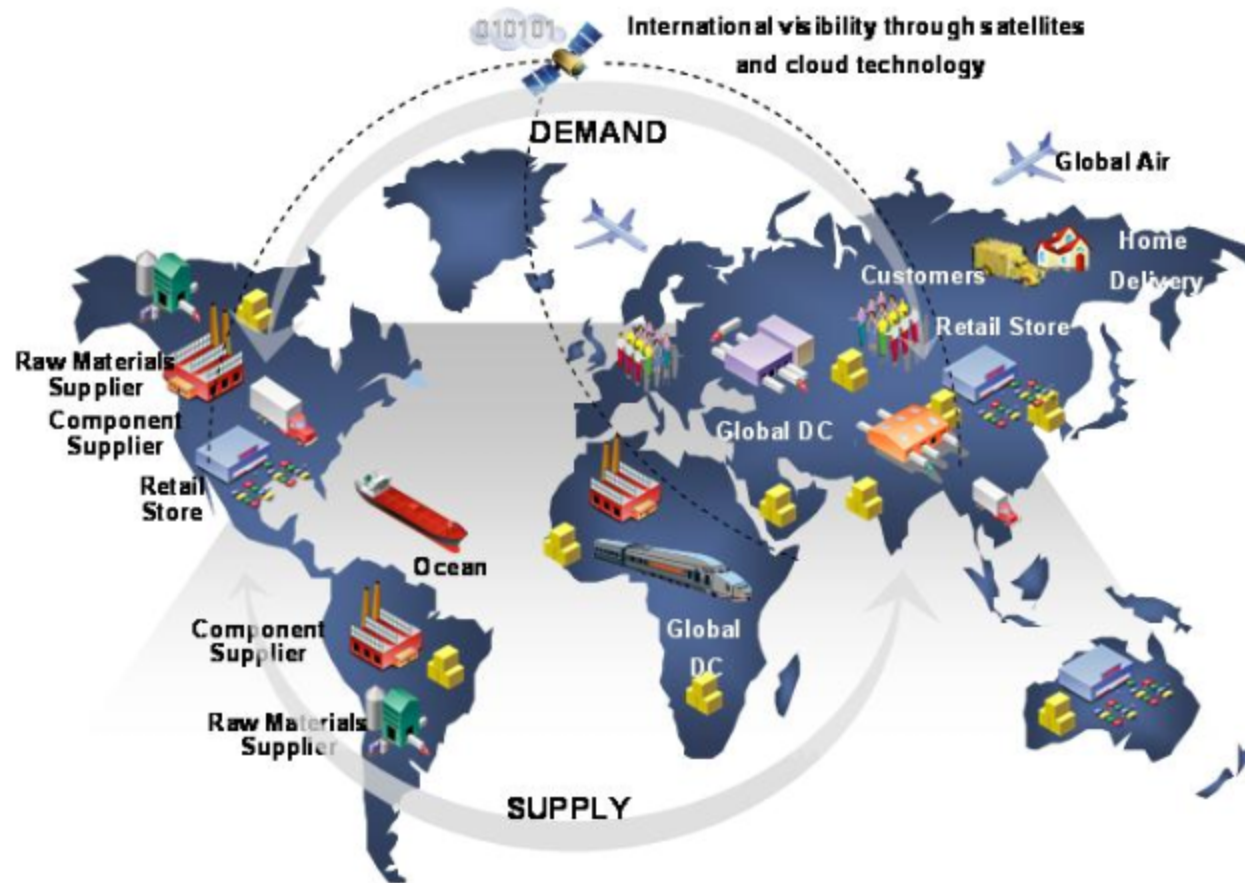 010101
International visibility through satellites
and cloud technology
DEMAND
Global Air
Home
Delivery
Customers
Retail Store
Raw Materials
Supplier
Component
Supplier
Global DC
Retail
Store
Ocean
Component
Supplier
Global
DC
Raw Materials
Supplier
SUPPLY